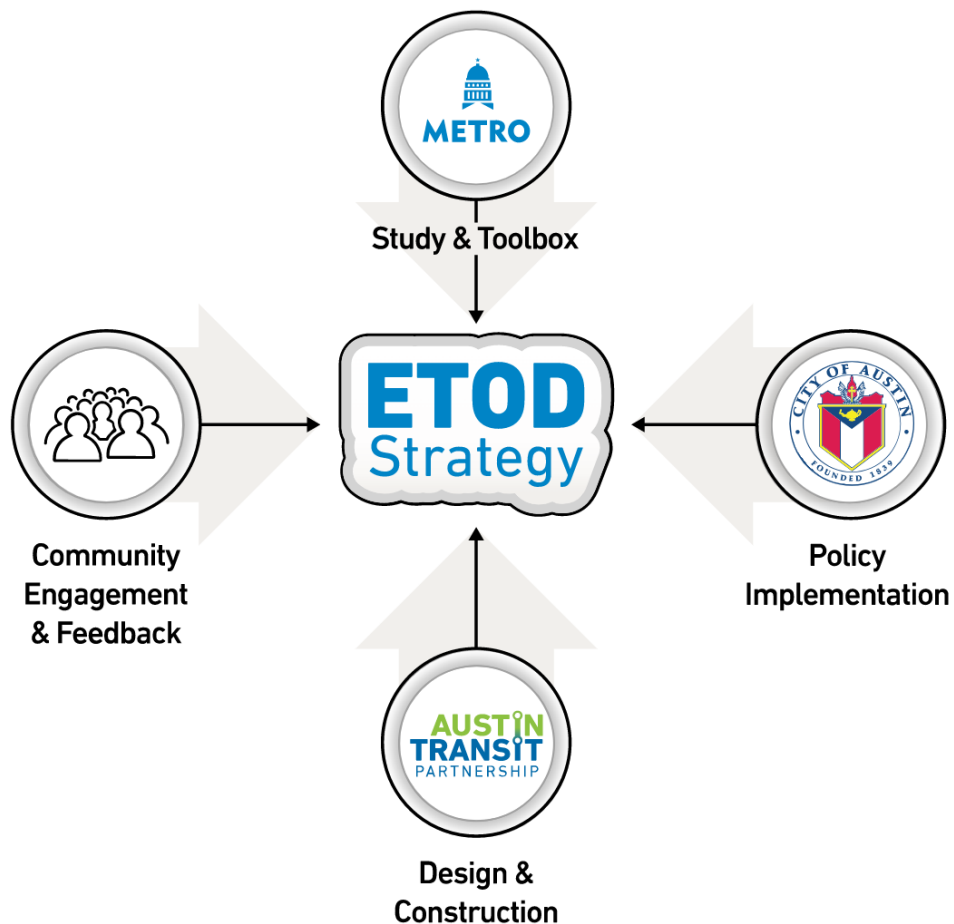 METRO
Study & Toolbox
ETOD
Strategy
CITY OF AUSTIN
FOUNDED 1839
Community
Engagement
& Feedback
Policy
Implementation
AUSTIN
TRANSIT
PARTNERSHIP
Design &
Construction